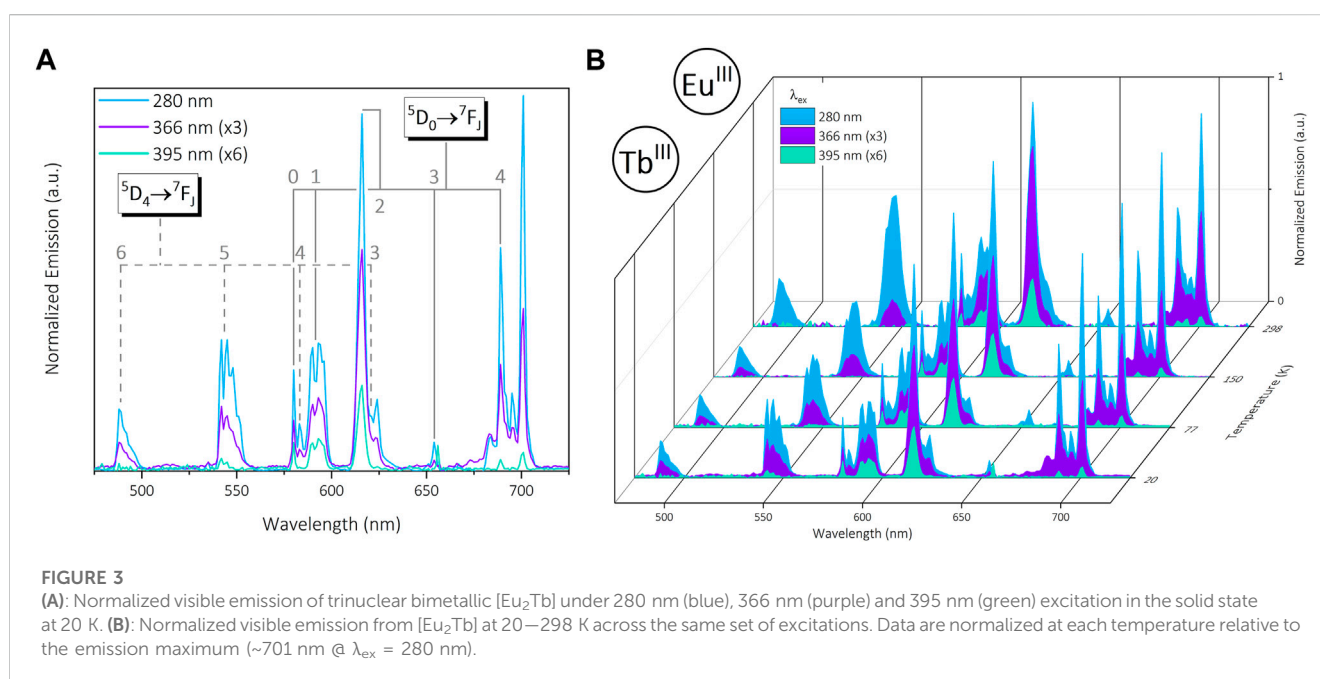 A
280 nm
366 nm (x3)
395 nm (x6)
⁵D₀→⁷F_J
⁵D₄→⁷F_J
0 1 2 3 4
6 5 4 3
Normalized Emission (a.u.)
500 550 600 650 700
Wavelength (nm)
B
Eu^III
Tb^III
λ_ex
280 nm
366 nm (x3)
395 nm (x6)
1
0
Normalized Emission (a.u.)
298
150
77
20
Temperature (K)
500 550 600 650 700
Wavelength (nm)
FIGURE 3
(A): Normalized visible emission of trinuclear bimetallic [Eu₂Tb] under 280 nm (blue), 366 nm (purple) and 395 nm (green) excitation in the solid state
at 20 K. (B): Normalized visible emission from [Eu₂Tb] at 20—298 K across the same set of excitations. Data are normalized at each temperature relative to
the emission maximum (~701 nm @ λ_ex = 280 nm).